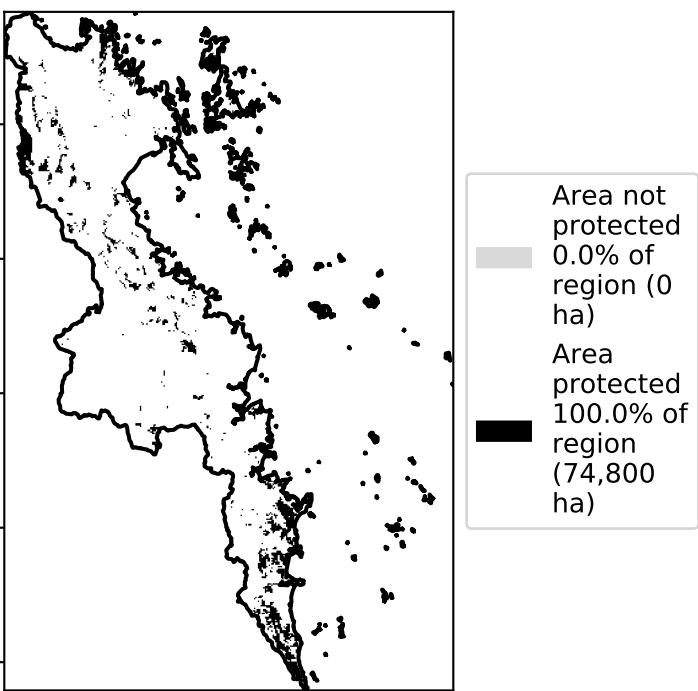 Area not
protected
0.0% of
region (0
ha)
Area
protected
100.0% of
region
(74,800
ha)